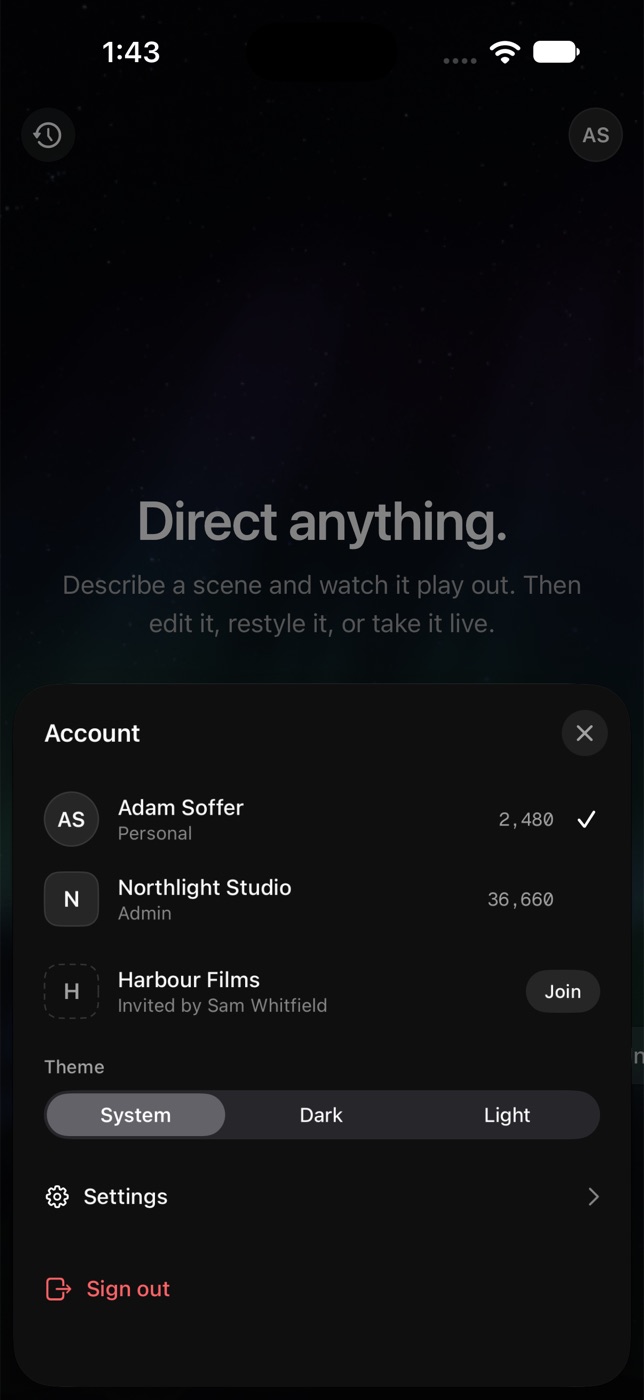 1:43
AS
Direct anything.
Describe a scene and watch it play out. Then
edit it, restyle it, or take it live.
Account
AS
Adam Soffer
Personal
2,480
N
Northlight Studio
Admin
36,660
H
Harbour Films
Invited by Sam Whitfield
Join
Theme
System
Dark
Light
Settings
Sign out